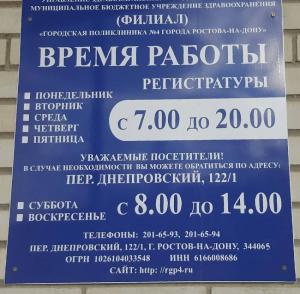 МУНИЦИПАЛЬНОЕ БЮДЖЕТНОЕ УЧРЕЖДЕНИЕ ЗДРАВООХРАНЕНИЯ
(ФИЛИАЛ)
«ГОРОДСКАЯ ПОЛИКЛИНИКА №4 ГОРОДА РОСТОВА-НА-ДОНУ»
ВРЕМЯ РАБОТЫ
РЕГИСТРАТУРЫ
ПОНЕДЕЛЬНИК
ВТОРНИК
СРЕДА
ЧЕТВЕРГ
ПЯТНИЦА
С 7.00 ДО 20.00
УВАЖАЕМЫЕ ПОСЕТИТЕЛИ!
В СЛУЧАЕ НЕОБХОДИМОСТИ ВЫ МОЖЕТЕ ОБРАТИТЬСЯ ПО АДРЕСУ:
ПЕР. ДНЕПРОВСКИЙ, 122/1
СУББОТА
ВОСКРЕСЕНЬЕ
С 8.00 ДО 14.00
ТЕЛЕФОНЫ: 201-65-93, 201-65-94
ПЕР. ДНЕПРОВСКИЙ, 122/1, Г. РОСТОВ-НА-ДОНУ, 344065
ОГРН 1026104033548 ИНН 6166008686
САЙТ: http://rgp4.ru